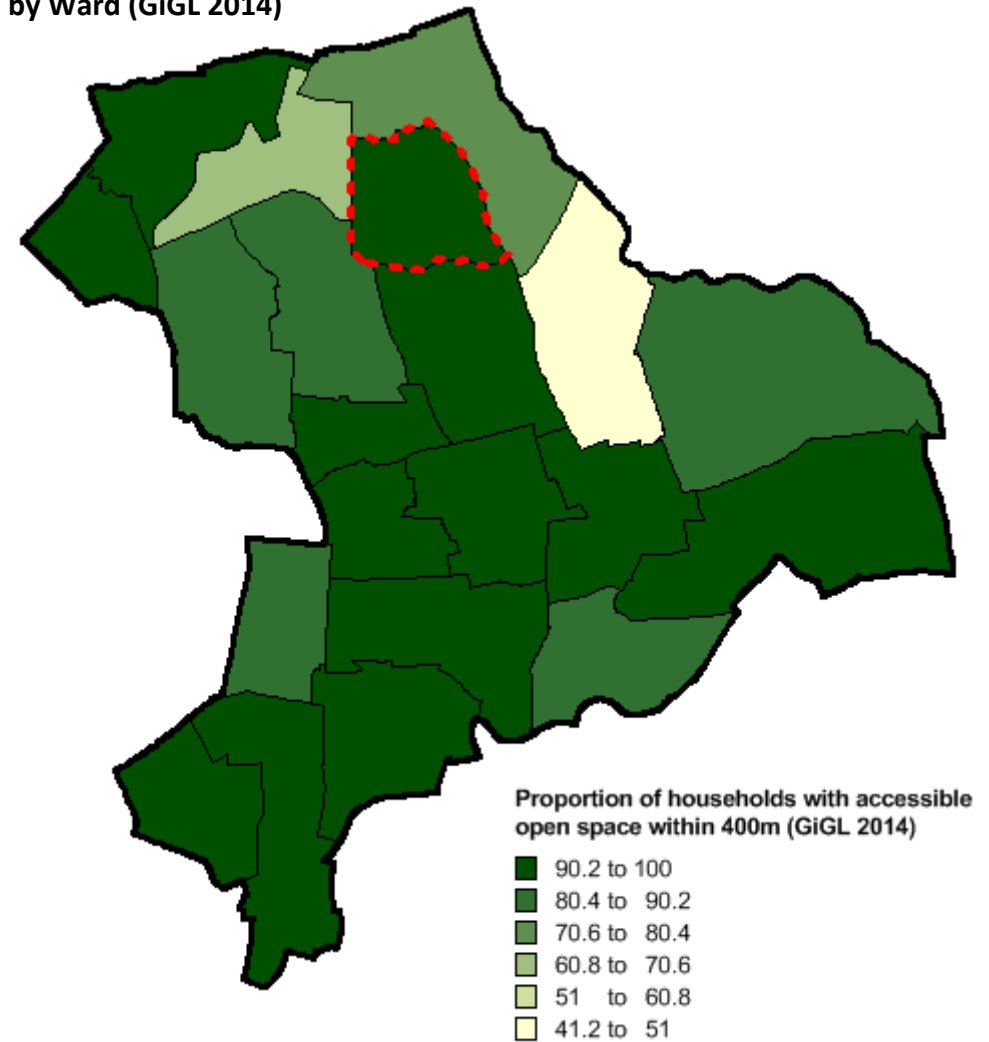 by Ward (GiGL 2014)
Proportion of households with accessible
open space within 400m (GiGL 2014)
90.2 to 100
80.4 to 90.2
70.6 to 80.4
60.8 to 70.6
51 to 60.8
41.2 to 51